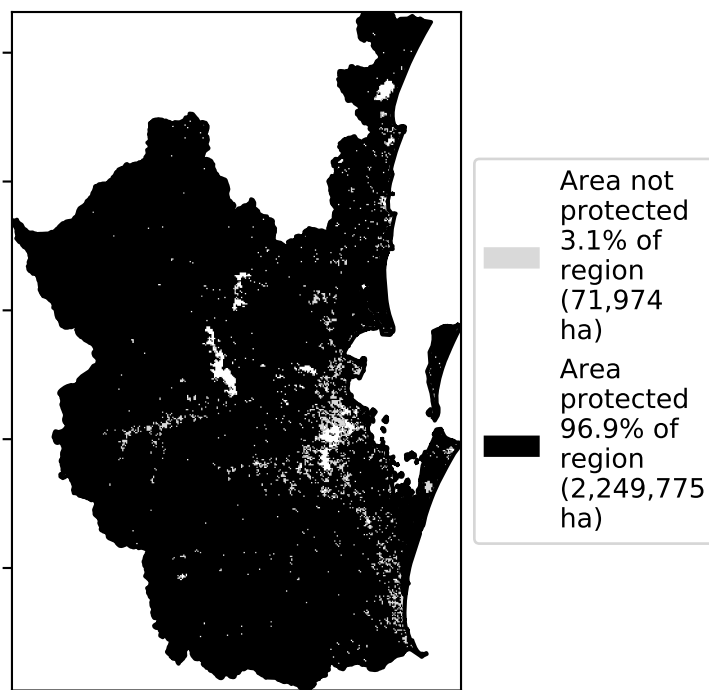 Area not
protected
3.1% of
region
(71,974
ha)
Area
protected
96.9% of
region
(2,249,775
ha)